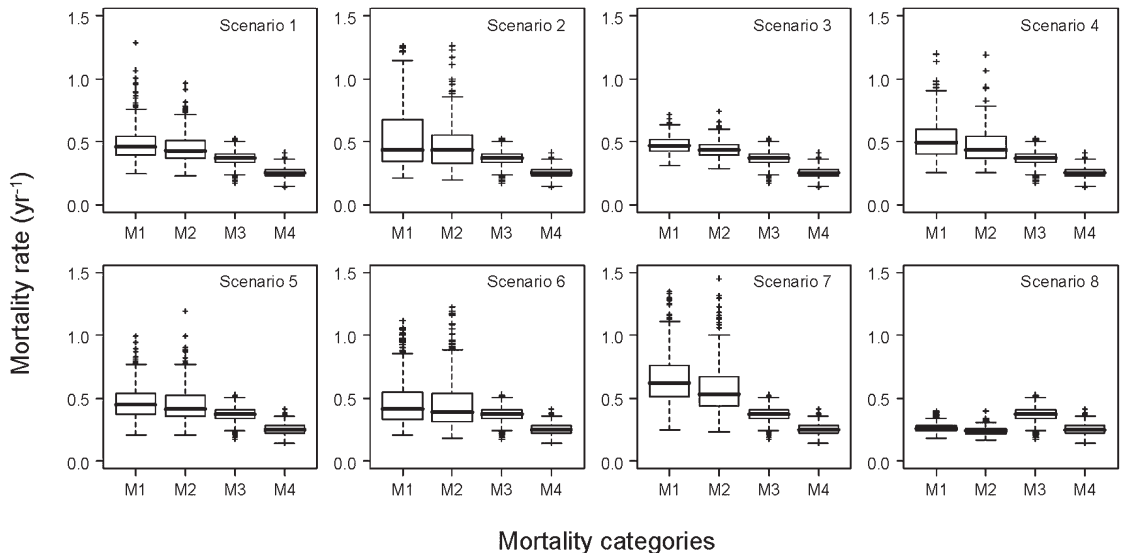 Scenario 1
Scenario 2
Scenario 3
Scenario 4
1.5 1.5 1.5 1.5
1.0 1.0 1.0 1.0
0.5 0.5 0.5 0.5
0.0 0.0 0.0 0.0
M1 M2 M3 M4 M1 M2 M3 M4 M1 M2 M3 M4 M1 M2 M3 M4
Mortality rate (yr⁻¹)
Scenario 5
Scenario 6
Scenario 7
Scenario 8
1.5 1.5 1.5 1.5
1.0 1.0 1.0 1.0
0.5 0.5 0.5 0.5
0.0 0.0 0.0 0.0
M1 M2 M3 M4 M1 M2 M3 M4 M1 M2 M3 M4 M1 M2 M3 M4
Mortality categories